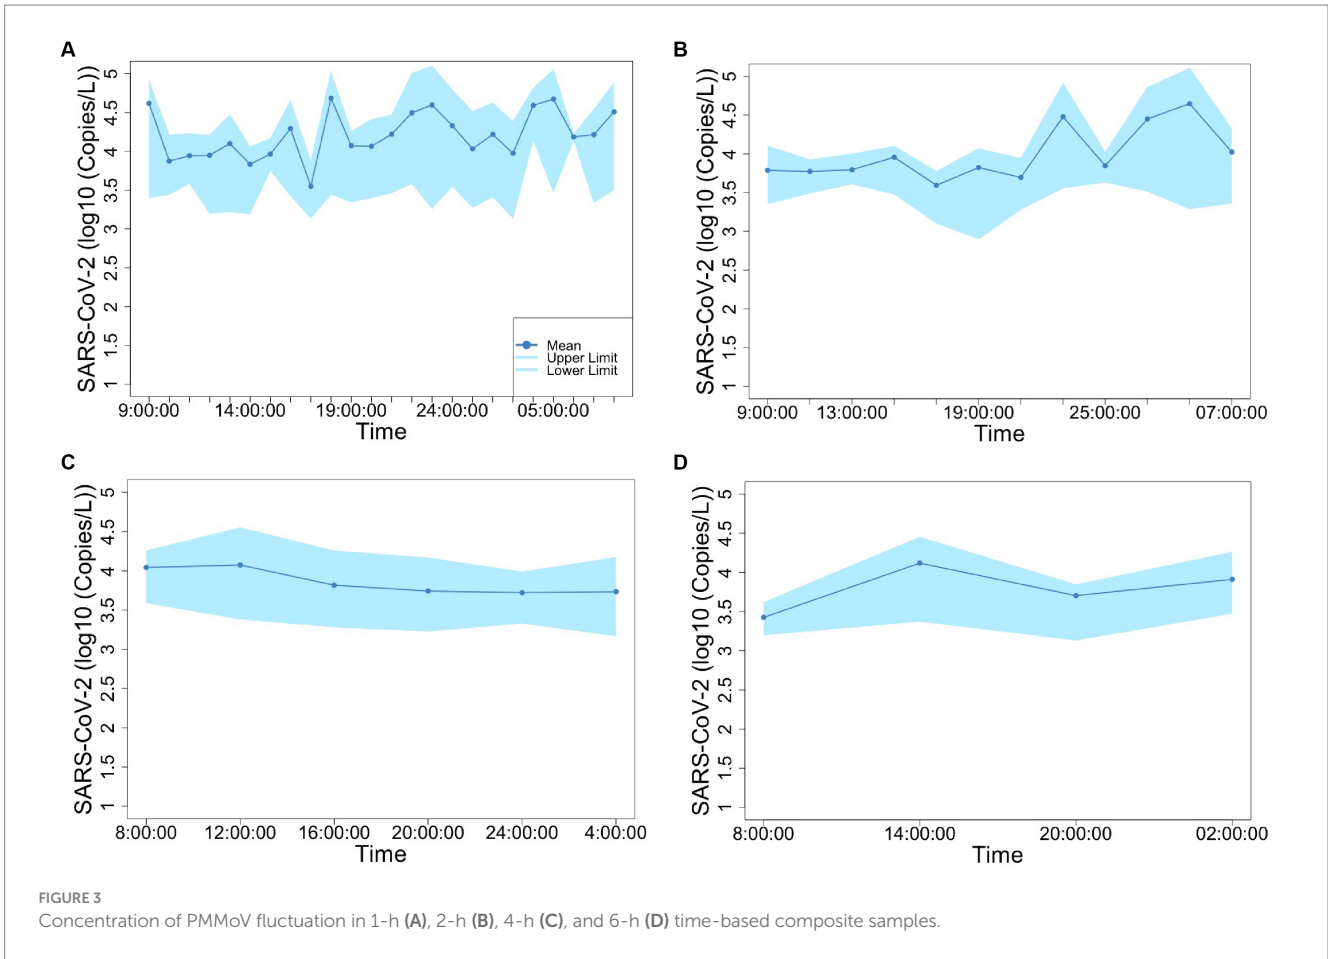 A
SARS-CoV-2 (log10 (Copies/L))
5
4.5
4
3.5
3
2.5
2
1.5
1
Mean
Upper Limit
Lower Limit
9:00:00 14:00:00 19:00:00 24:00:00 05:00:00
Time
B
SARS-CoV-2 (log10 (Copies/L))
5
4.5
4
3.5
3
2.5
2
1.5
1
9:00:00 13:00:00 19:00:00 25:00:00 07:00:00
Time
C
SARS-CoV-2 (log10 (Copies/L))
5
4.5
4
3.5
3
2.5
2
1.5
1
8:00:00 12:00:00 16:00:00 20:00:00 24:00:00 4:00:00
Time
D
SARS-CoV-2 (log10 (Copies/L))
5
4.5
4
3.5
3
2.5
2
1.5
1
8:00:00 14:00:00 20:00:00 02:00:00
Time
FIGURE 3
Concentration of PMMoV fluctuation in 1-h (A), 2-h (B), 4-h (C), and 6-h (D) time-based composite samples.